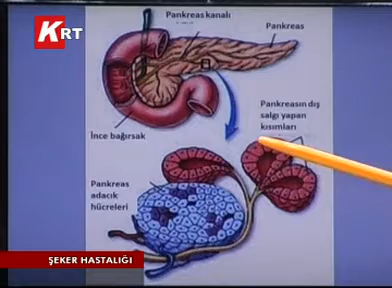 KRT
Pankreas kanalı
Pankreas
Pankreasın dış
salgı yapan
kısımları
İnce bağırsak
Pankreas
adacık
hücreleri
ŞEKER HASTALIĞI